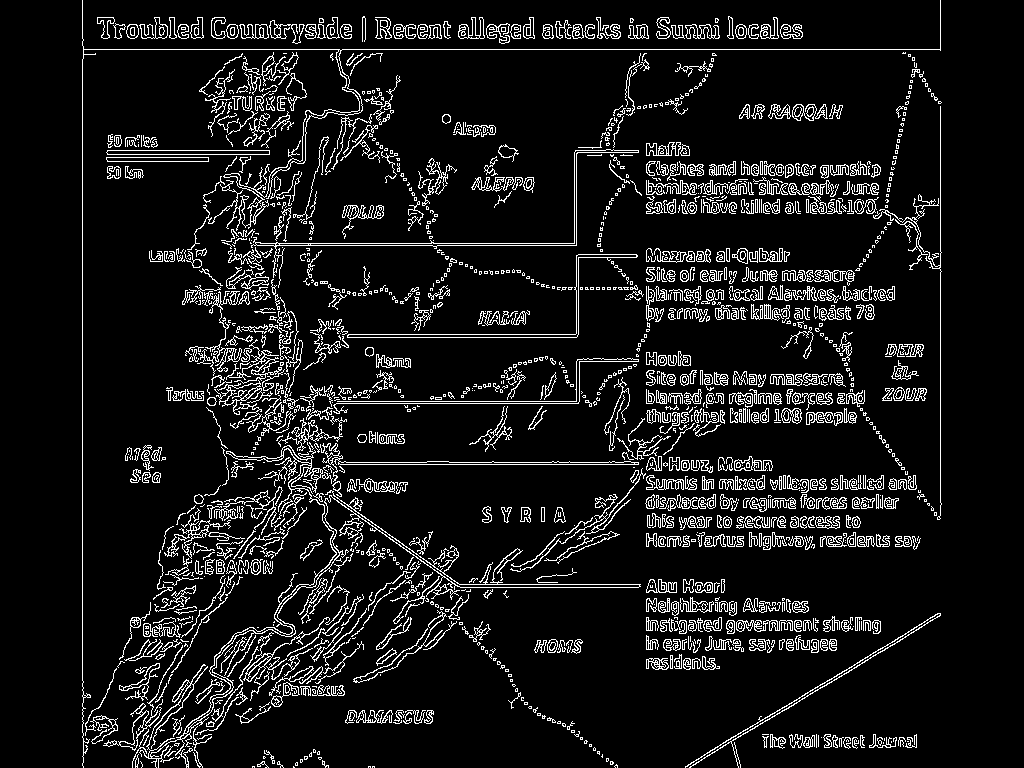 Troubled Countryside | Recent alleged attacks in Sunni locales
TURKEY
AR RAQQAH
50 miles
50 km
Aleppo
ALEPPO
IDLIB
Haffa
Clashes and helicopter gunship
bombardment since early June
said to have killed at least 100
Latakia
LATAKIA
Mazraat al-Qubair
Site of early June massacre
blamed on local Alawites, backed
by army, that killed at least 78
HAMA
Hama
TARTUS
Tartus
DEIR
EL-
ZOUR
Houla
Site of late May massacre
blamed on regime forces and
thugs that killed 108 people
Homs
Med.
Sea
Al-Qusayr
Al-Houz, Modan
Sunnis in mixed villages shelled and
displaced by regime forces earlier
this year to secure access to
Homs-Tartus highway, residents say
Tripoli
SYRIA
LEBANON
Abu Hoori
Neighboring Alawites
instigated government shelling
in early June, say refugee
residents.
Beirut
HOMS
Damascus
DAMASCUS
The Wall Street Journal